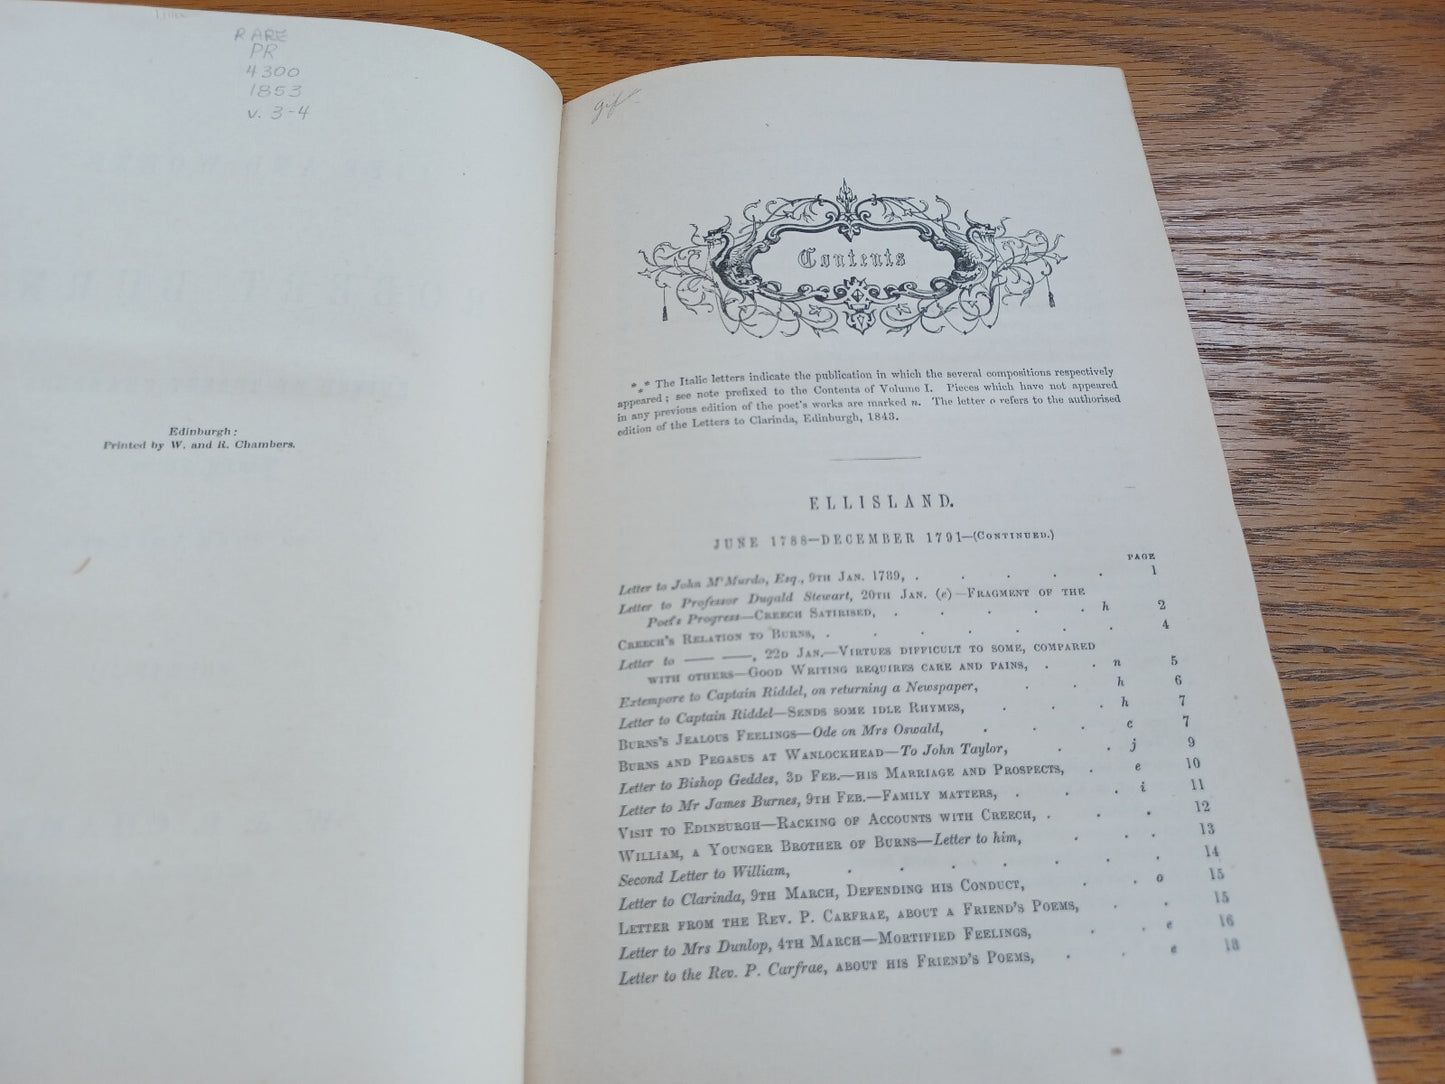 RARE
PR
4300
1853
v. 3-4
Edinburgh:
Printed by W. and R. Chambers.
gift
Contents
*** The Italic letters indicate the publication in which the several compositions respectively
appeared; see note prefixed to the Contents of Volume I. Pieces which have not appeared
in any previous edition of the poet's works are marked n. The letter o refers to the authorised
edition of the Letters to Clarinda, Edinburgh, 1843.
ELLISLAND.
JUNE 1788—DECEMBER 1791—(CONTINUED.)
PAGE
Letter to John M'Murdo, Esq., 9TH JAN. 1789, . . . . . 1
Letter to Professor Dugald Stewart, 20TH JAN. (e)—FRAGMENT OF THE
Poet's Progress—CREECH SATIRISED, . . . . . h 2
CREECH'S RELATION TO BURNS, . . . . . . . 4
Letter to —— ——, 22D JAN.—VIRTUES DIFFICULT TO SOME, COMPARED
WITH OTHERS—GOOD WRITING REQUIRES CARE AND PAINS, . . n 5
Extempore to Captain Riddel, on returning a Newspaper, . . h 6
Letter to Captain Riddel—SENDS SOME IDLE RHYMES, . . . h 7
BURNS'S JEALOUS FEELINGS—Ode on Mrs Oswald, . . . c 7
BURNS AND PEGASUS AT WANLOCKHEAD—To John Taylor, . . j 9
Letter to Bishop Geddes, 3D FEB.—HIS MARRIAGE AND PROSPECTS, . e 10
Letter to Mr James Burnes, 9TH FEB.—FAMILY MATTERS, . . . i 11
VISIT TO EDINBURGH—RACKING OF ACCOUNTS WITH CREECH, . . . 12
WILLIAM, A YOUNGER BROTHER OF BURNS—Letter to him, . . . 13
Second Letter to William, . . . . . . . 14
Letter to Clarinda, 9TH MARCH, DEFENDING HIS CONDUCT, . . o 15
LETTER FROM THE REV. P. CARFRAE, ABOUT A FRIEND'S POEMS, . . 15
Letter to Mrs Dunlop, 4TH MARCH—MORTIFIED FEELINGS, . . e 16
Letter to the Rev. P. Carfrae, ABOUT HIS FRIEND'S POEMS, . . e 18